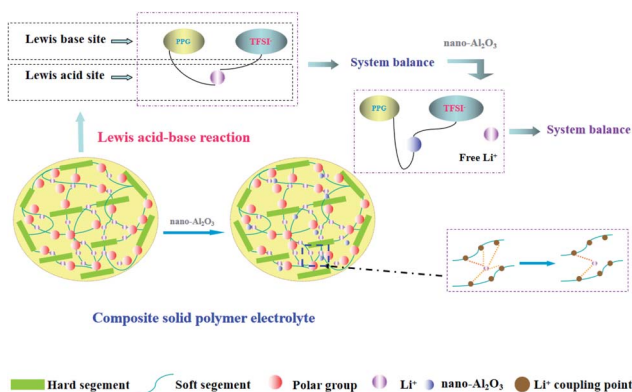 Lewis base site
PPG
TFSI-
nano-Al₂O₃
System balance
Lewis acid site
PPG
TFSI-
Lewis acid-base reaction
Free Li⁺
System balance
nano-Al₂O₃
Composite solid polymer electrolyte
Hard segement
Soft segement
Polar group
Li⁺
nano-Al₂O₃
Li⁺ coupling point